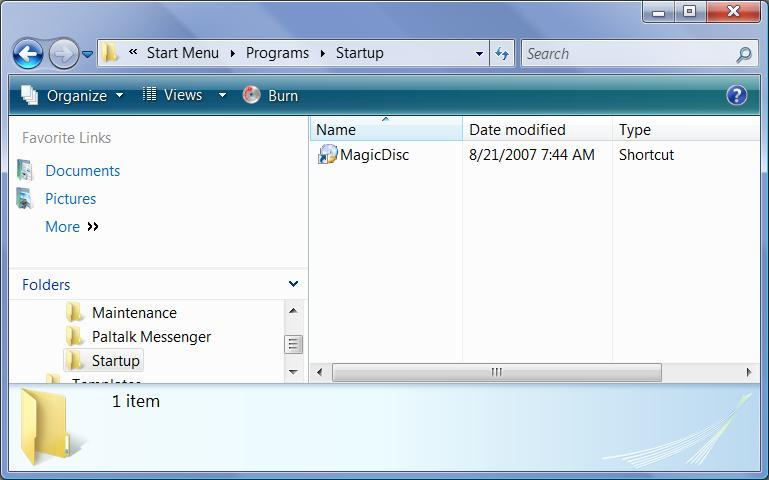 « Start Menu Programs Startup Search
Organize Views Burn ?
Favorite Links
Documents
Pictures
More »
Folders
Maintenance
Paltalk Messenger
Startup
Templates
Name Date modified Type
MagicDisc 8/21/2007 7:44 AM Shortcut
1 item